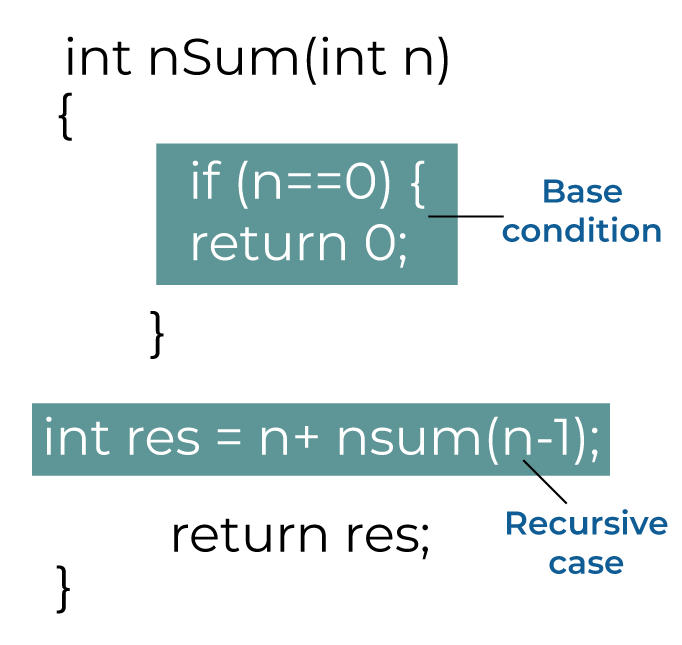 int nSum(int n)
{
if (n==0) {
return 0;
Base
condition
}
int res = n+ nsum(n-1);
Recursive
case
return res;
}